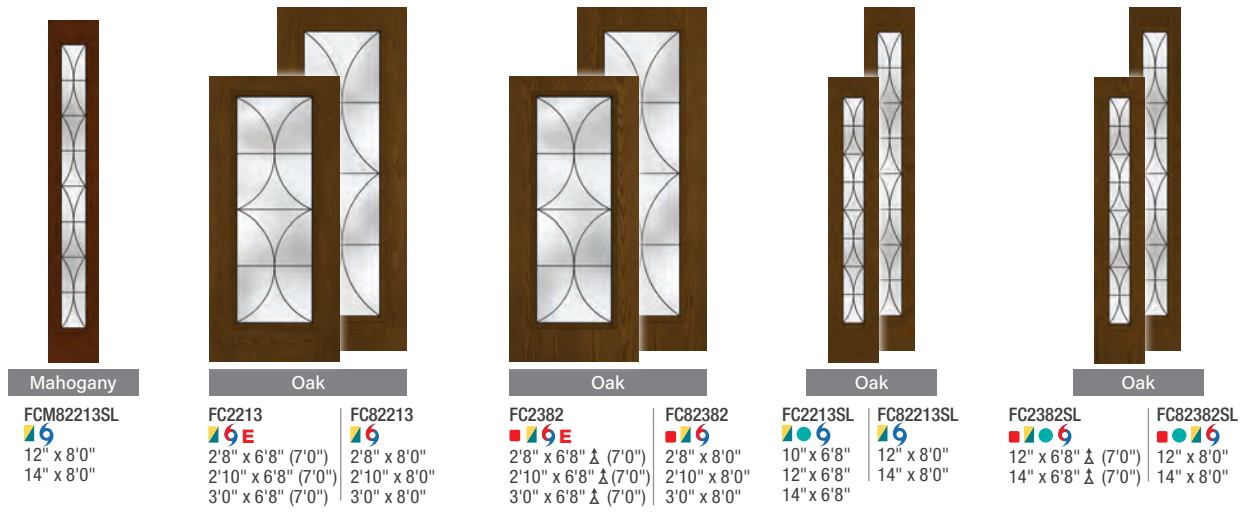 Mahogany
FCM82213SL
12" x 8'0"
14" x 8'0"
Oak
FC2213
E
2'8" x 6'8" (7'0")
2'10" x 6'8" (7'0")
3'0" x 6'8" (7'0")
FC82213
2'8" x 8'0"
2'10" x 8'0"
3'0" x 8'0"
Oak
FC2382
E
2'8" x 6'8" (7'0")
2'10" x 6'8" (7'0")
3'0" x 6'8" (7'0")
FC82382
2'8" x 8'0"
2'10" x 8'0"
3'0" x 8'0"
Oak
FC2213SL
10" x 6'8"
12" x 6'8"
14" x 6'8"
FC82213SL
12" x 8'0"
14" x 8'0"
Oak
FC2382SL
12" x 6'8" (7'0")
14" x 6'8" (7'0")
FC82382SL
12" x 8'0"
14" x 8'0"